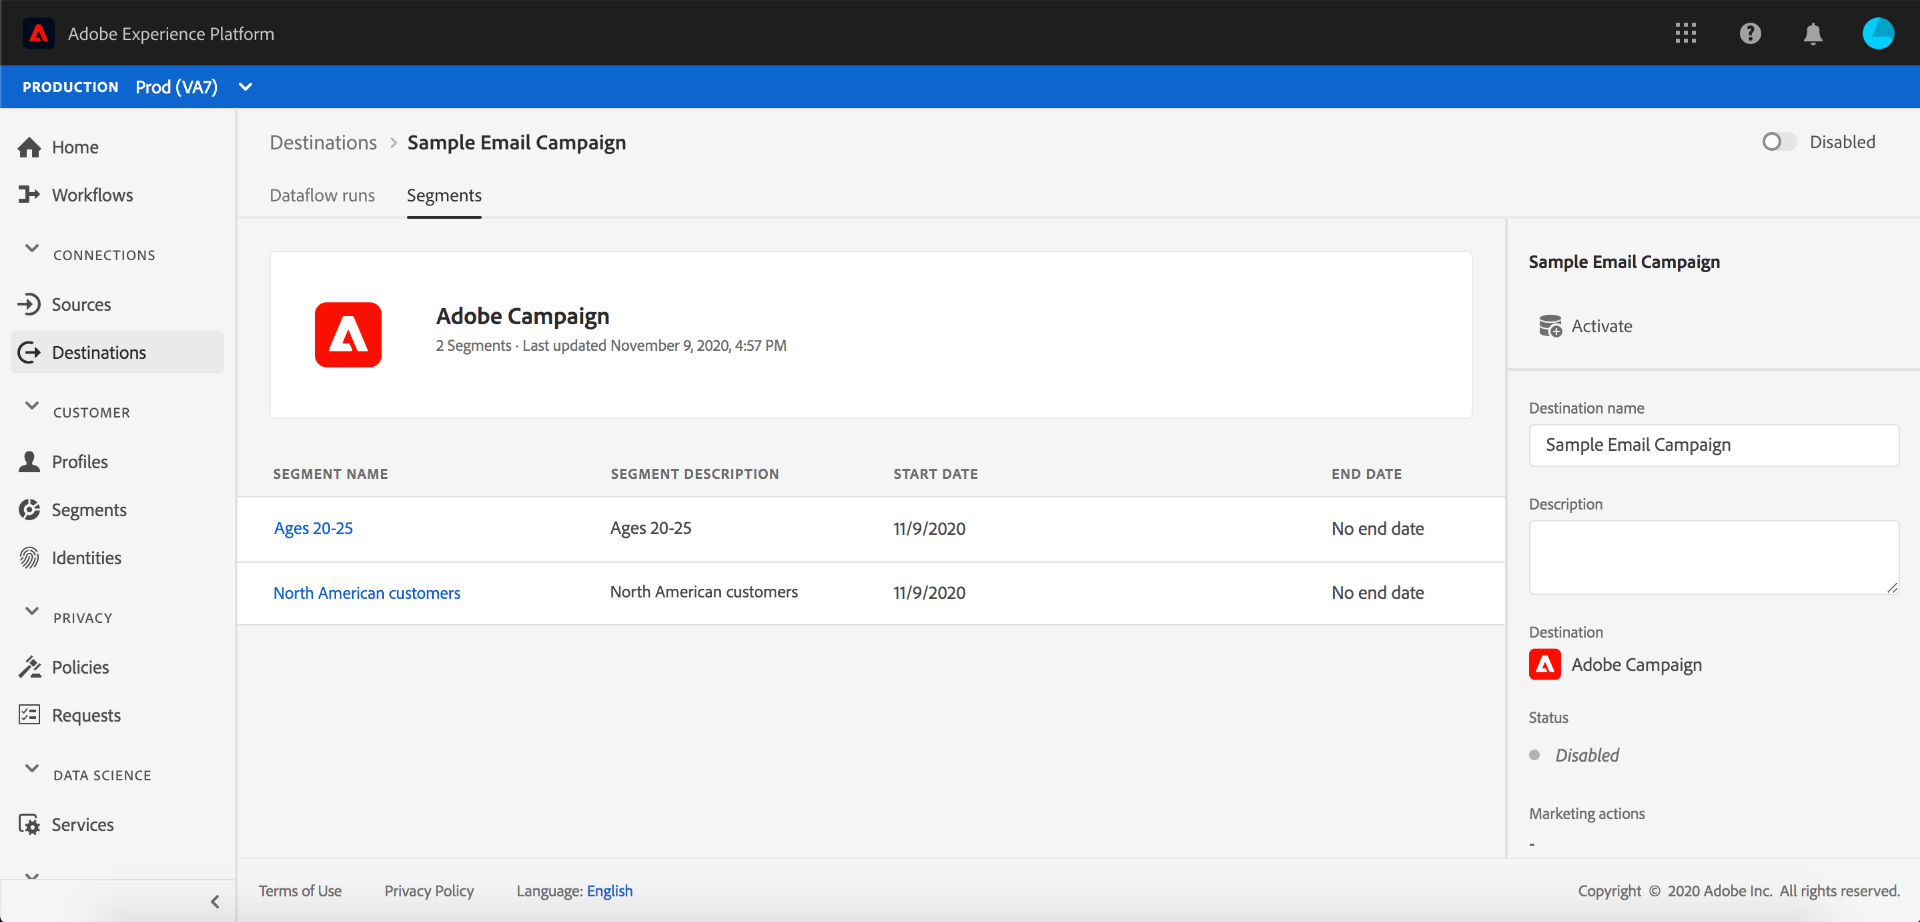 Adobe Experience Platform
PRODUCTION Prod (VA7)
Home
Workflows
CONNECTIONS
Sources
Destinations
CUSTOMER
Profiles
Segments
Identities
PRIVACY
Policies
Requests
DATA SCIENCE
Services
Destinations > Sample Email Campaign
Disabled
Dataflow runs Segments
Adobe Campaign
2 Segments · Last updated November 9, 2020, 4:57 PM
SEGMENT NAME SEGMENT DESCRIPTION START DATE END DATE
Ages 20-25 Ages 20-25 11/9/2020 No end date
North American customers North American customers 11/9/2020 No end date
Sample Email Campaign
Activate
Destination name
Sample Email Campaign
Description
Destination
Adobe Campaign
Status
Disabled
Marketing actions
-
Terms of Use Privacy Policy Language: English
Copyright © 2020 Adobe Inc. All rights reserved.